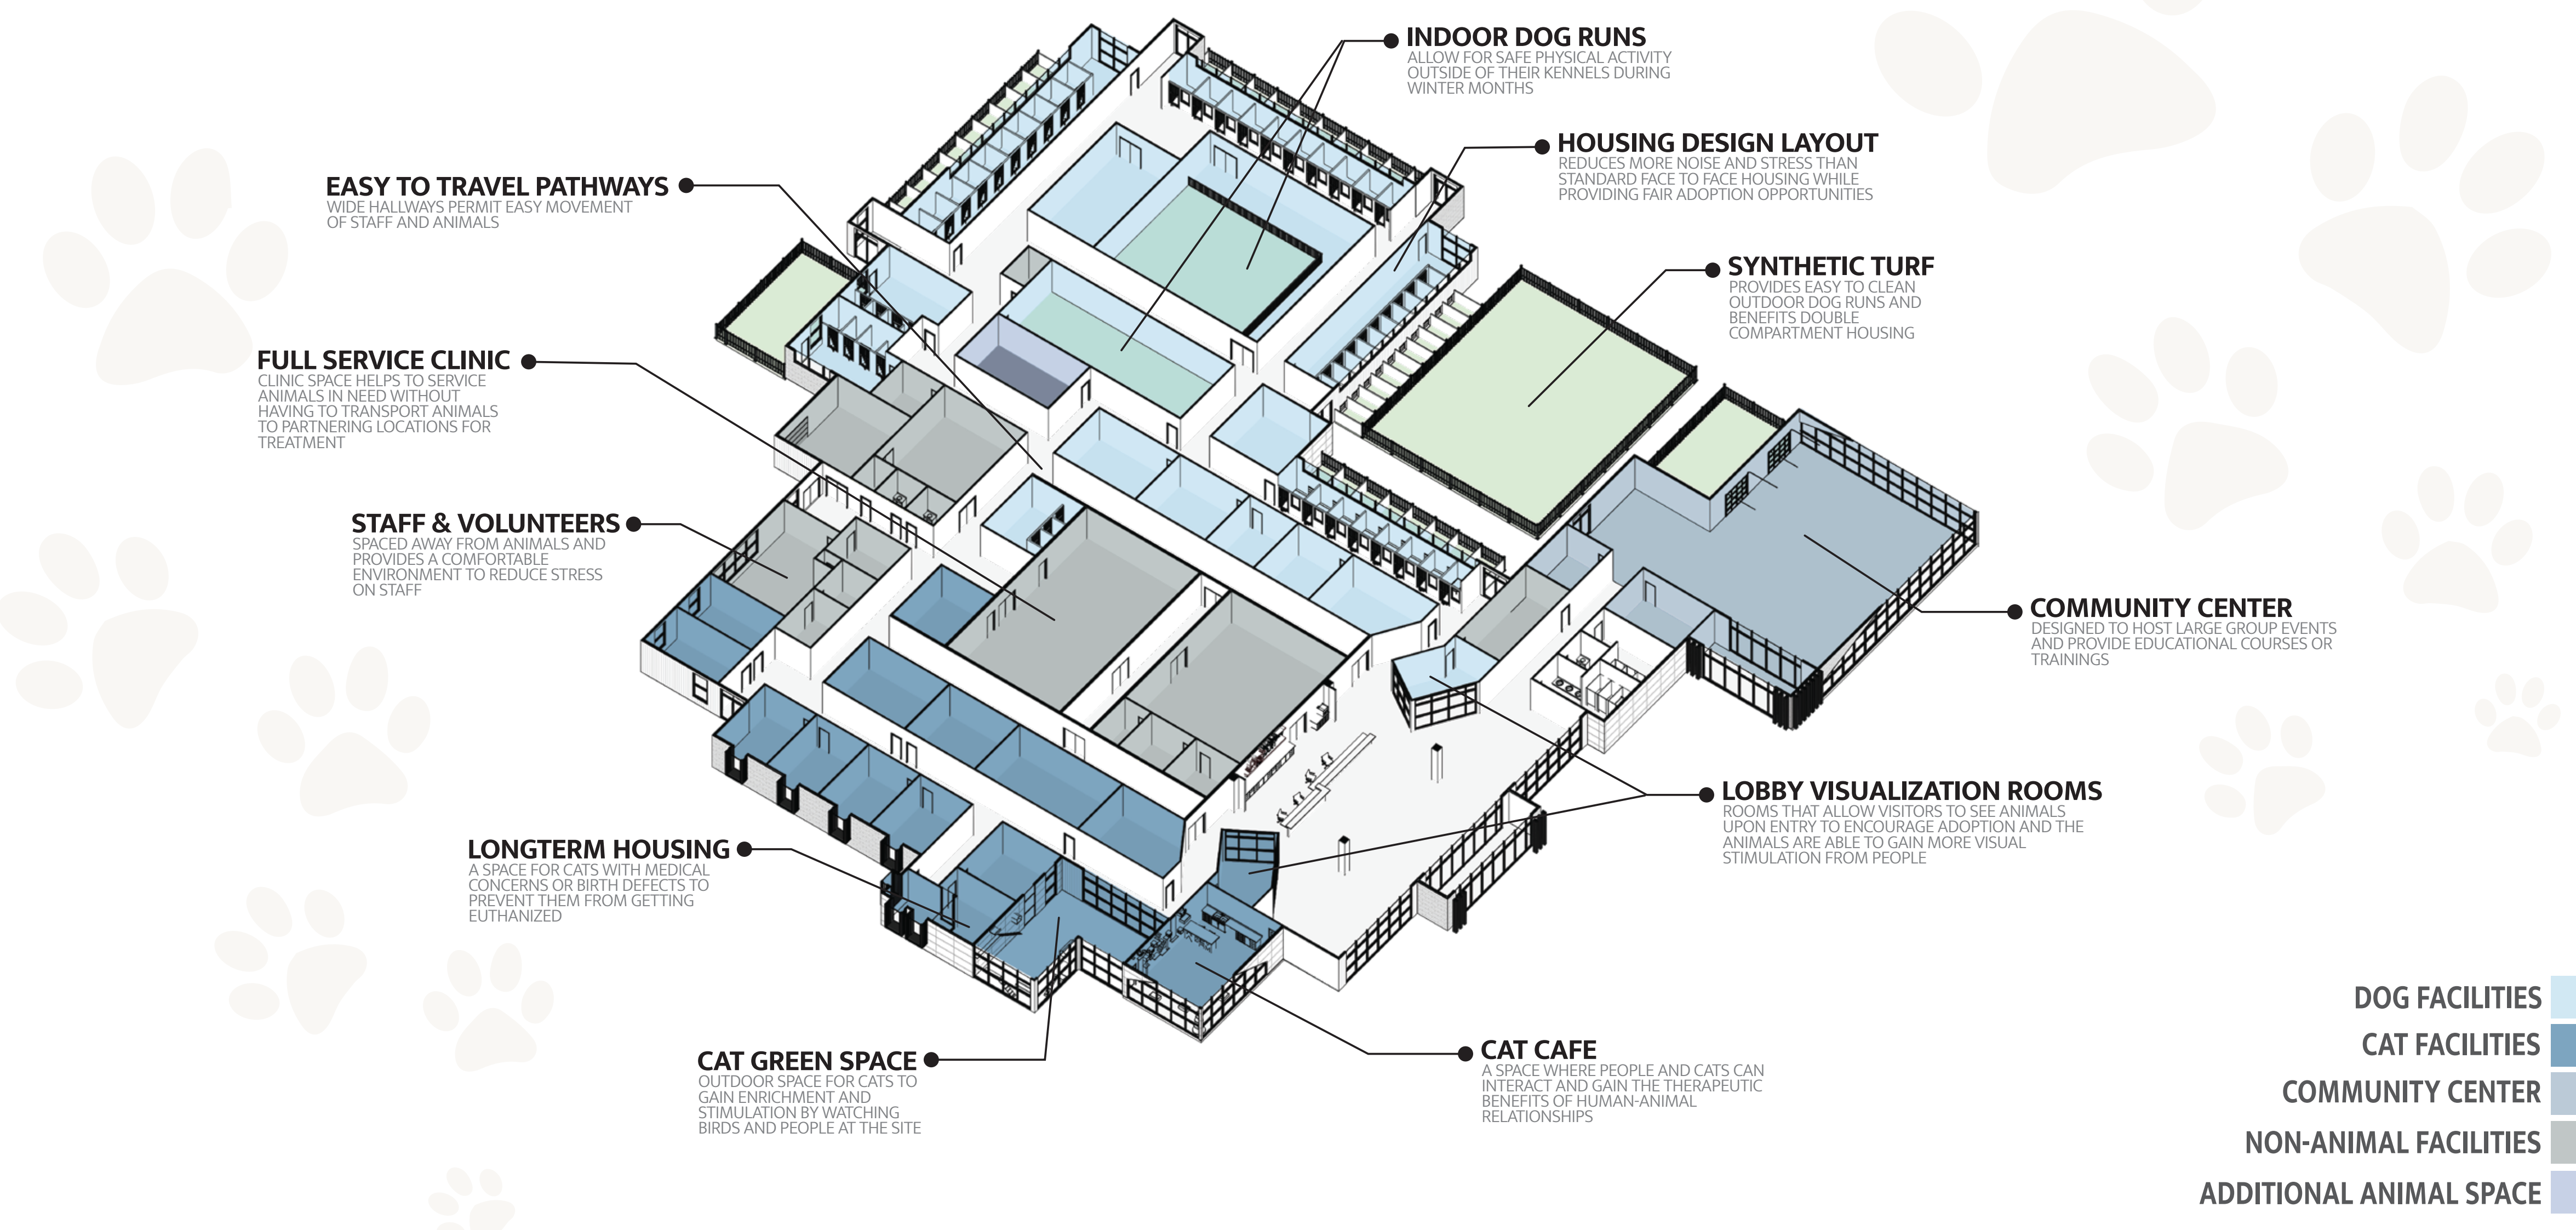 INDOOR DOG RUNS
ALLOW FOR SAFE PHYSICAL ACTIVITY
OUTSIDE OF THEIR KENNELS DURING
WINTER MONTHS
HOUSING DESIGN LAYOUT
REDUCES MORE NOISE AND STRESS THAN
STANDARD FACE TO FACE HOUSING WHILE
PROVIDING FAIR ADOPTION OPPORTUNITIES
EASY TO TRAVEL PATHWAYS
WIDE HALLWAYS PERMIT EASY MOVEMENT
OF STAFF AND ANIMALS
SYNTHETIC TURF
PROVIDES EASY TO CLEAN
OUTDOOR DOG RUNS AND
BENEFITS DOUBLE
COMPARTMENT HOUSING
FULL SERVICE CLINIC
CLINIC SPACE HELPS TO SERVICE
ANIMALS IN NEED WITHOUT
HAVING TO TRANSPORT ANIMALS
TO PARTNERING LOCATIONS FOR
TREATMENT
STAFF & VOLUNTEERS
SPACED AWAY FROM ANIMALS AND
PROVIDES A COMFORTABLE
ENVIRONMENT TO REDUCE STRESS
ON STAFF
COMMUNITY CENTER
DESIGNED TO HOST LARGE GROUP EVENTS
AND PROVIDE EDUCATIONAL COURSES OR
TRAININGS
LOBBY VISUALIZATION ROOMS
ROOMS THAT ALLOW VISITORS TO SEE ANIMALS
UPON ENTRY TO ENCOURAGE ADOPTION AND THE
ANIMALS ARE ABLE TO GAIN MORE VISUAL
STIMULATION FROM PEOPLE
LONGTERM HOUSING
A SPACE FOR CATS WITH MEDICAL
CONCERNS OR BIRTH DEFECTS TO
PREVENT THEM FROM GETTING
EUTHANIZED
CAT GREEN SPACE
OUTDOOR SPACE FOR CATS TO
GAIN ENRICHMENT AND
STIMULATION BY WATCHING
BIRDS AND PEOPLE AT THE SITE
CAT CAFE
A SPACE WHERE PEOPLE AND CATS CAN
INTERACT AND GAIN THE THERAPEUTIC
BENEFITS OF HUMAN-ANIMAL
RELATIONSHIPS
DOG FACILITIES
CAT FACILITIES
COMMUNITY CENTER
NON-ANIMAL FACILITIES
ADDITIONAL ANIMAL SPACE